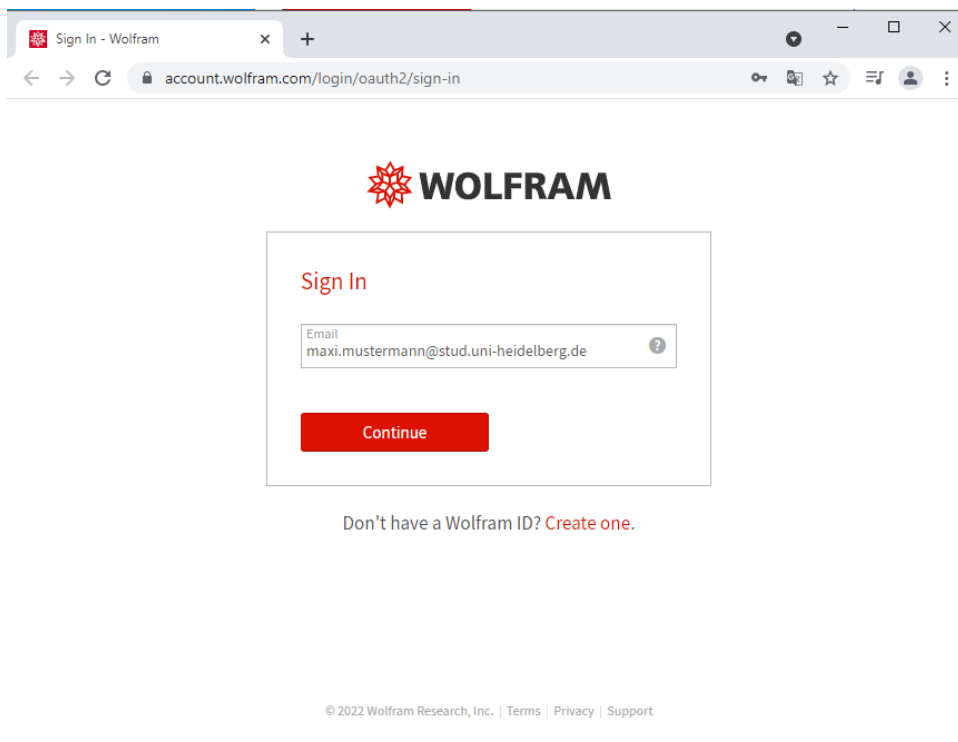 Sign In - Wolfram
account.wolfram.com/login/oauth2/sign-in
WOLFRAM
Sign In
Email
maxi.mustermann@stud.uni-heidelberg.de
?
Continue
Don't have a Wolfram ID? Create one.
© 2022 Wolfram Research, Inc. | Terms | Privacy | Support